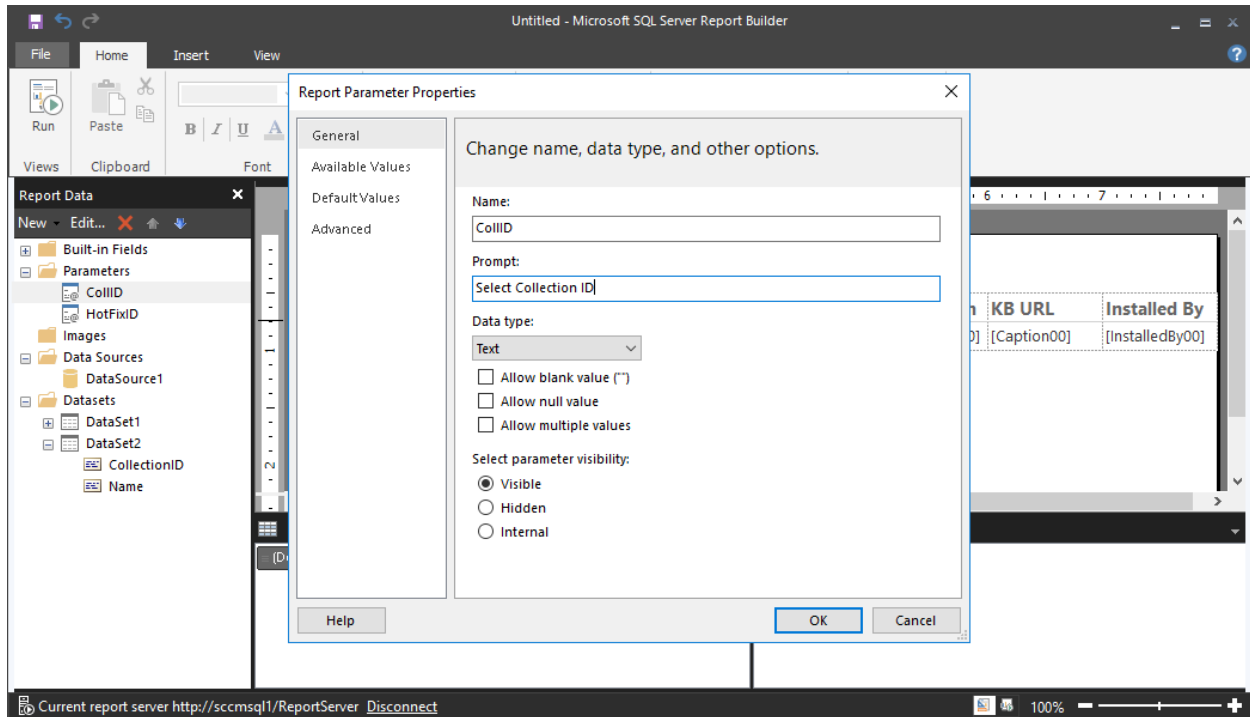 Untitled - Microsoft SQL Server Report Builder
File Home Insert View
Run
Paste
B I U A
Views Clipboard Font
Report Data
New Edit...
Built-in Fields
Parameters
CollID
HotFixID
Images
Data Sources
DataSource1
Datasets
DataSet1
DataSet2
CollectionID
Name
Report Parameter Properties
General
Available Values
Default Values
Advanced
Change name, data type, and other options.
Name:
CollID
Prompt:
Select Collection ID
Data type:
Text
Allow blank value ("")
Allow null value
Allow multiple values
Select parameter visibility:
Visible
Hidden
Internal
Help OK Cancel
6 7
KB URL Installed By
[Caption00] [InstalledBy00]
2
Current report server http://sccmsql1/ReportServer Disconnect
100%